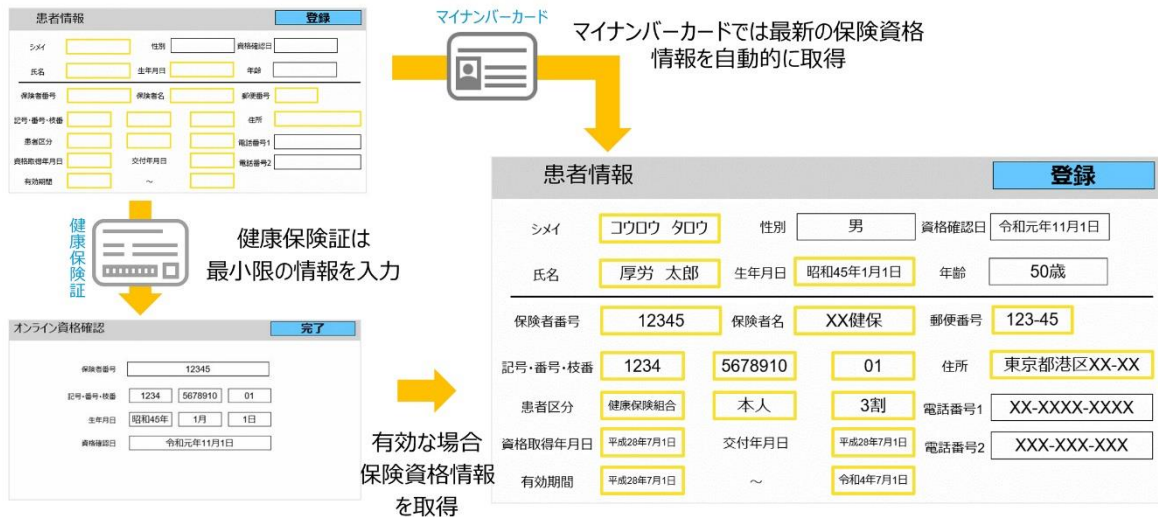 患者情報 登録
シメイ 性別 資格確認日
氏名 生年月日 年齢
保険者番号 保険者名 郵便番号
記号・番号・枝番 住所
患者区分 電話番号1
資格取得年月日 交付年月日 電話番号2
有効期間 ～
マイナンバーカード
マイナンバーカードでは最新の保険資格
情報を自動的に取得
健康保険証
健康保険証は
最小限の情報を入力
オンライン資格確認 完了
保険者番号 12345
記号・番号・枝番 1234 5678910 01
生年月日 昭和45年 1月 1日
資格確認日 令和元年11月1日
有効な場合
保険資格情報
を取得
患者情報 登録
シメイ コウロウ タロウ 性別 男 資格確認日 令和元年11月1日
氏名 厚労 太郎 生年月日 昭和45年1月1日 年齢 50歳
保険者番号 12345 保険者名 XX健保 郵便番号 123-45
記号・番号・枝番 1234 5678910 01 住所 東京都港区XX-XX
患者区分 健康保険組合 本人 3割 電話番号1 XX-XXXX-XXXX
資格取得年月日 平成28年7月1日 交付年月日 平成28年7月1日 電話番号2 XXX-XXX-XXX
有効期間 平成28年7月1日 ～ 令和4年7月1日